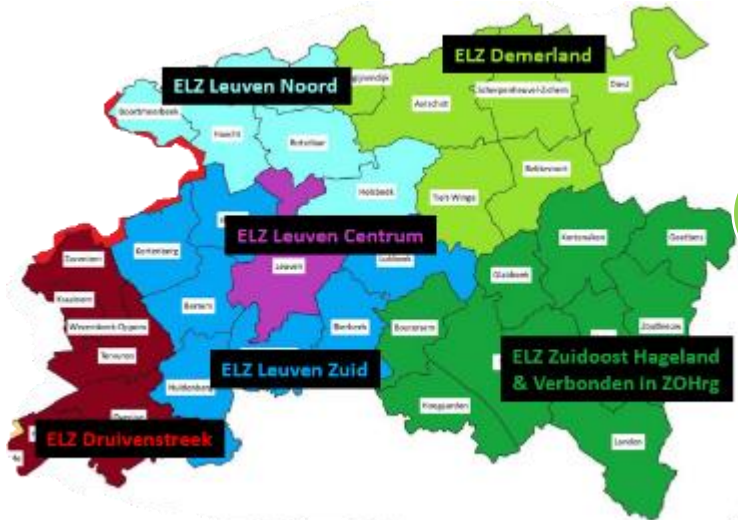 ELZ Demerland
ELZ Leuven Noord
Diest
Aarschot
Scherpenheuvel-Zichem
Boortmeerbeek
Haacht
Rotselaar
Bekkevoort
Holsbeek
Tielt-Winge
ELZ Leuven Centrum
Kortenaken
Geetbets
Zaventem
Kortenberg
Lubbeek
Leuven
Glabbeek
Kraainem
Bertem
Bierbeek
Boutersem
Zoutleeuw
Wezembeek-Oppem
Tervuren
ELZ Leuven Zuid
ELZ Zuidoost Hageland
& Verbonden in ZOHrg
Huldenberg
Hoegaarden
ELZ Druivenstreek
Landen